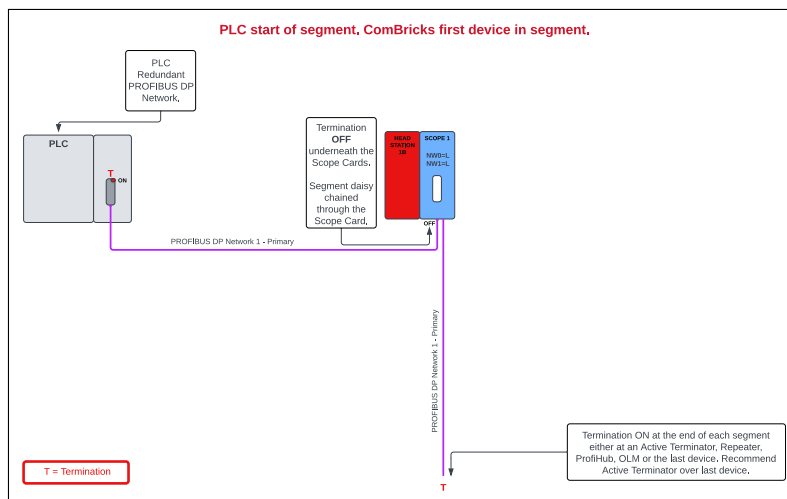 PLC start of segment. ComBricks first device in segment.
PLC
Redundant
PROFIBUS DP
Network.
PLC
T
ON
Termination
OFF
underneath the
Scope Cards.
Segment daisy
chained
through the
Scope Card.
HEAD
STATION
1B
SCOPE 1
NW0=L
NW1=L
OFF
PROFIBUS DP Network 1 - Primary
PROFIBUS DP Network 1 - Primary
Termination ON at the end of each segment
either at an Active Terminator, Repeater,
ProfiHub, OLM or the last device. Recommend
Active Terminator over last device.
T = Termination
T